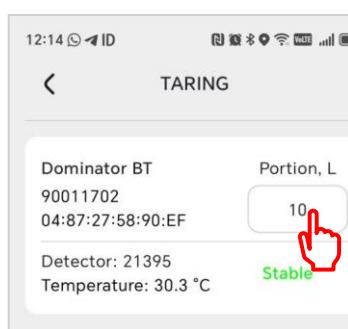 12:14 ID VoLTE
TARING
Dominator BT
Portion, L
90011702
10
04:87:27:58:90:EF
Detector: 21395
Stable
Temperature: 30.3 °C